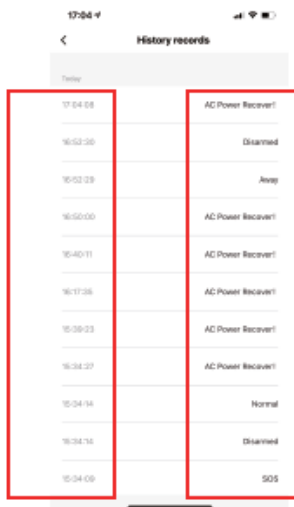 17:04
History records
Today
17:04:08 AC Power Recover!
16:53:30 Disarmed
16:52:29 Away
16:50:00 AC Power Recover!
16:40:11 AC Power Recover!
16:17:35 AC Power Recover!
15:39:23 AC Power Recover!
15:34:27 AC Power Recover!
15:34:14 Normal
15:34:14 Disarmed
15:34:09 SOS